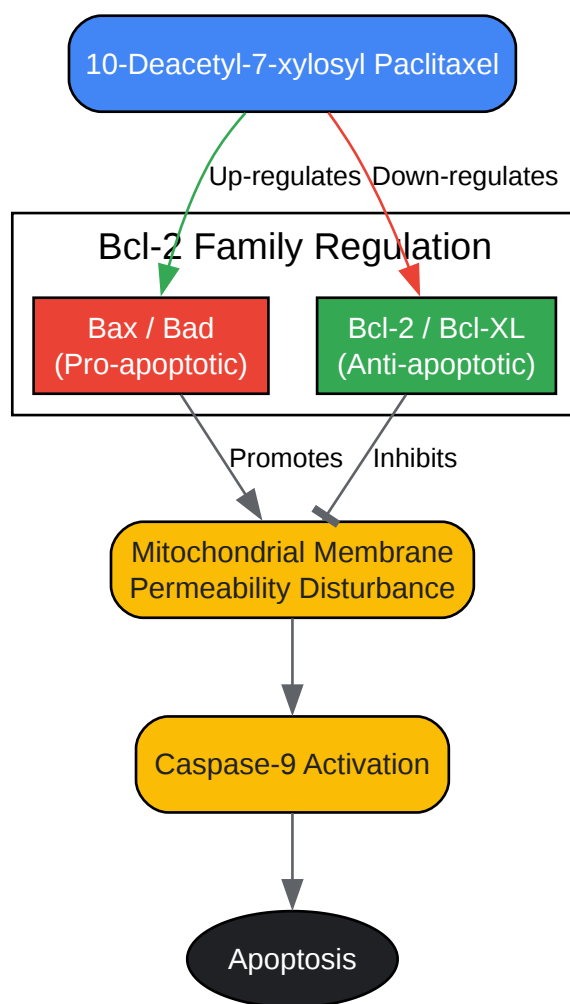 10-Deacetyl-7-xylosyl Paclitaxel
Up-regulates
Down-regulates
Bcl-2 Family Regulation
Bax / Bad
(Pro-apoptotic)
Bcl-2 / Bcl-XL
(Anti-apoptotic)
Promotes
Inhibits
Mitochondrial Membrane
Permeability Disturbance
Caspase-9 Activation
Apoptosis